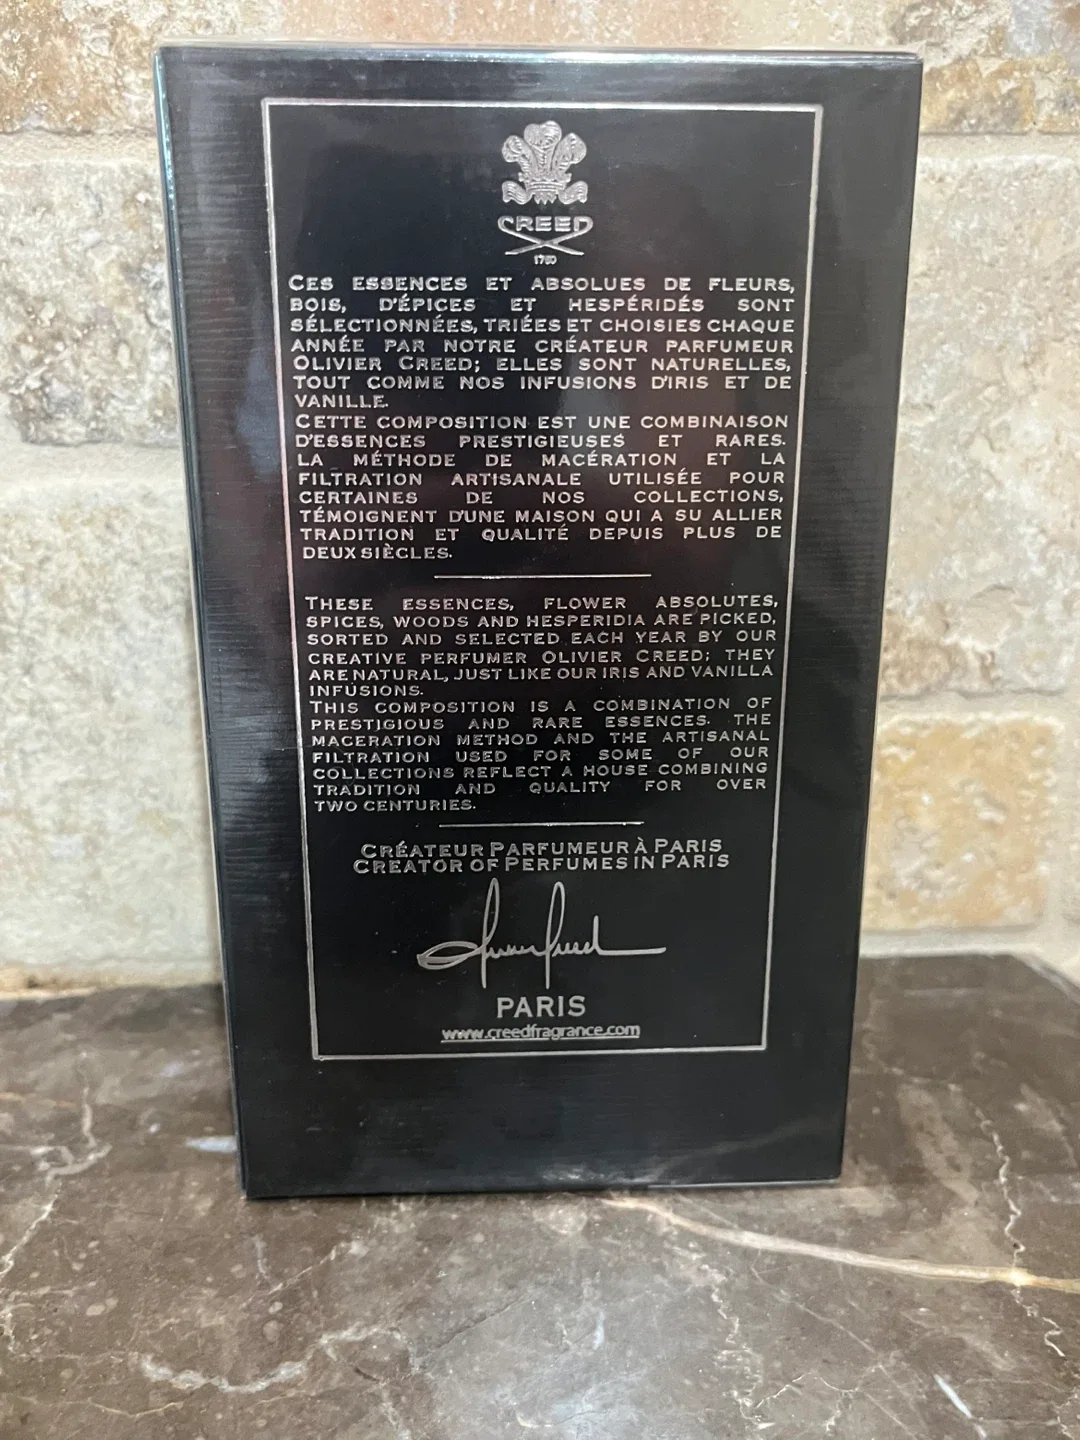 CREED
1760
CES ESSENCES ET ABSOLUES DE FLEURS,
BOIS, D'ÉPICES ET HESPÉRIDÉS SONT
SÉLECTIONNÉES, TRIÉES ET CHOISIES CHAQUE
ANNÉE PAR NOTRE CRÉATEUR PARFUMEUR
OLIVIER CREED; ELLES SONT NATURELLES,
TOUT COMME NOS INFUSIONS D'IRIS ET DE
VANILLE.
CETTE COMPOSITION EST UNE COMBINAISON
D'ESSENCES PRESTIGIEUSES ET RARES.
LA MÉTHODE DE MACÉRATION ET LA
FILTRATION ARTISANALE UTILISÉE POUR
CERTAINES DE NOS COLLECTIONS,
TÉMOIGNENT D'UNE MAISON QUI A SU ALLIER
TRADITION ET QUALITÉ DEPUIS PLUS DE
DEUX SIÈCLES.
THESE ESSENCES, FLOWER ABSOLUTES,
SPICES, WOODS AND HESPERIDIA ARE PICKED,
SORTED AND SELECTED EACH YEAR BY OUR
CREATIVE PERFUMER OLIVIER CREED; THEY
ARE NATURAL, JUST LIKE OUR IRIS AND VANILLA
INFUSIONS.
THIS COMPOSITION IS A COMBINATION OF
PRESTIGIOUS AND RARE ESSENCES. THE
MACERATION METHOD AND THE ARTISANAL
FILTRATION USED FOR SOME OF OUR
COLLECTIONS REFLECT A HOUSE COMBINING
TRADITION AND QUALITY FOR OVER
TWO CENTURIES.
CRÉATEUR PARFUMEUR À PARIS
CREATOR OF PERFUMES IN PARIS
PARIS
www.creedfragrance.com